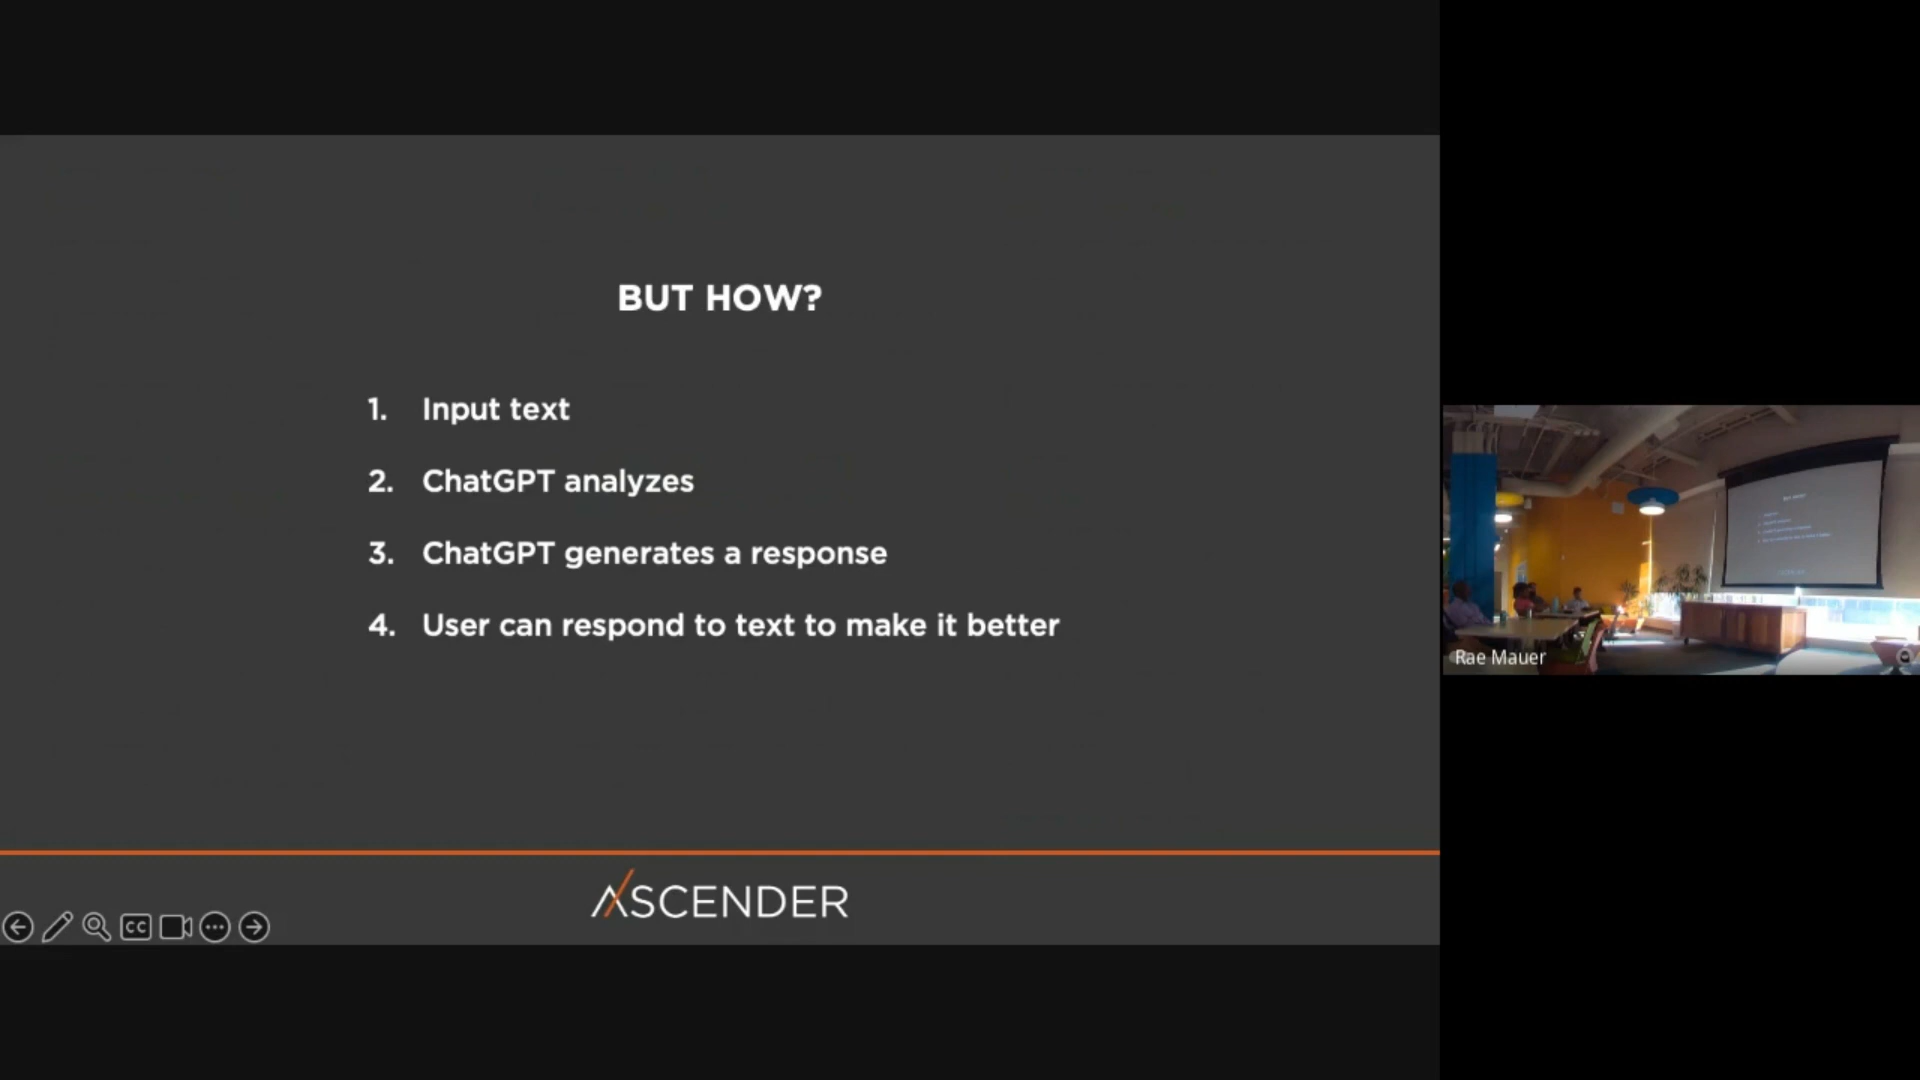 BUT HOW?
1. Input text
2. ChatGPT analyzes
3. ChatGPT generates a response
4. User can respond to text to make it better
ASCENDER
CC
Rae Mauer